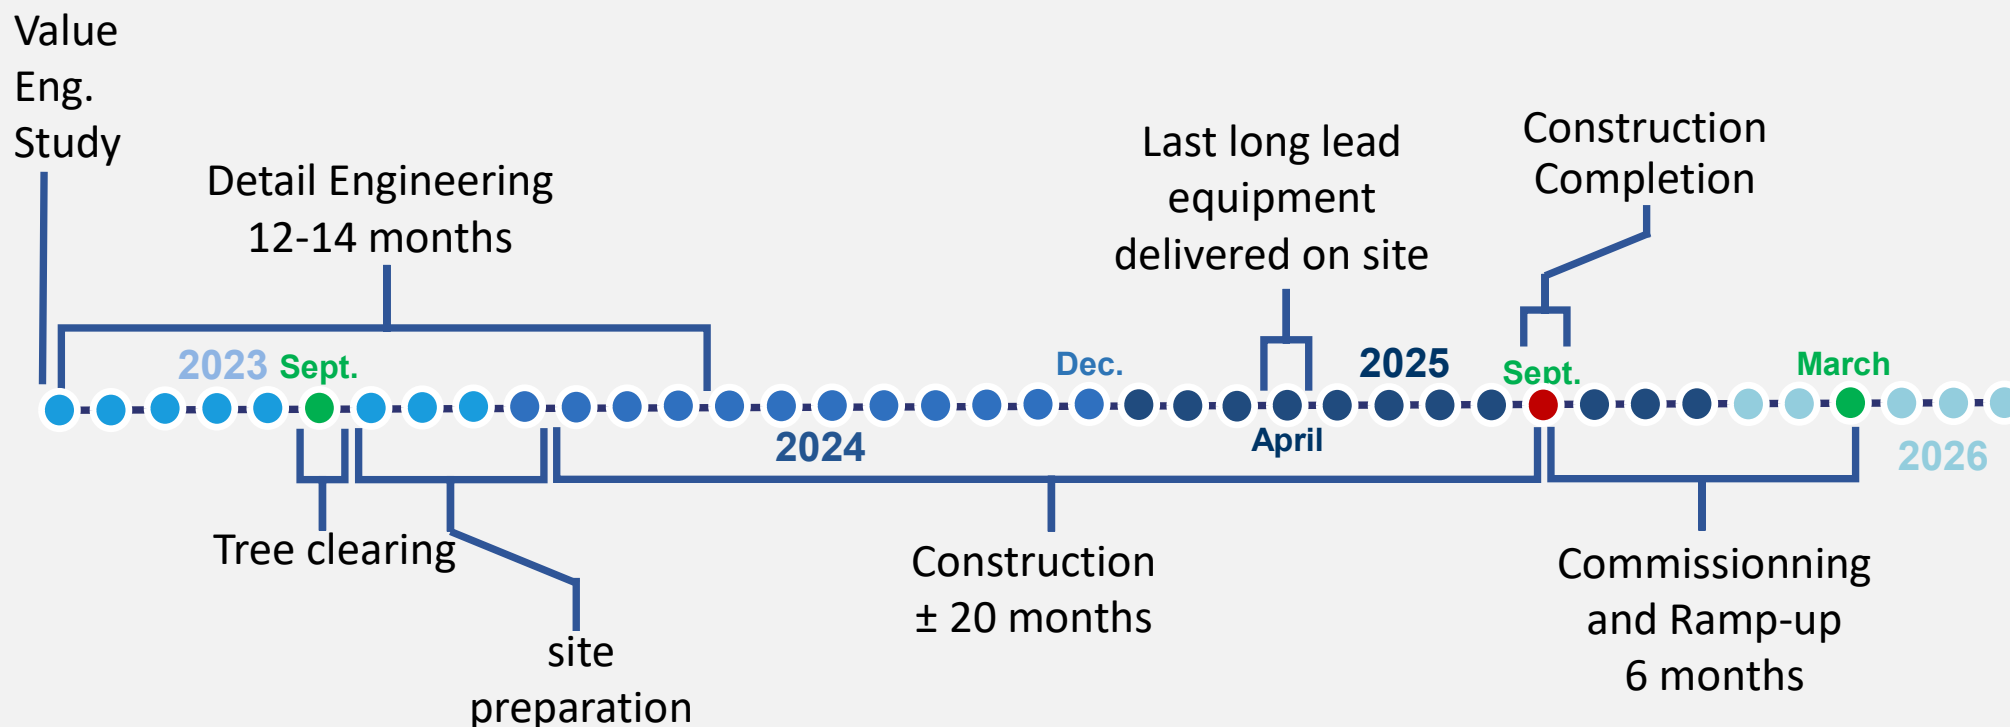 Value
Eng.
Study
Detail Engineering
12-14 months
Last long lead
equipment
delivered on site
Construction
Completion
2023
Sept.
Dec.
2025
Sept.
March
2024
April
2026
Tree clearing
site
preparation
Construction
± 20 months
Commissionning
and Ramp-up
6 months